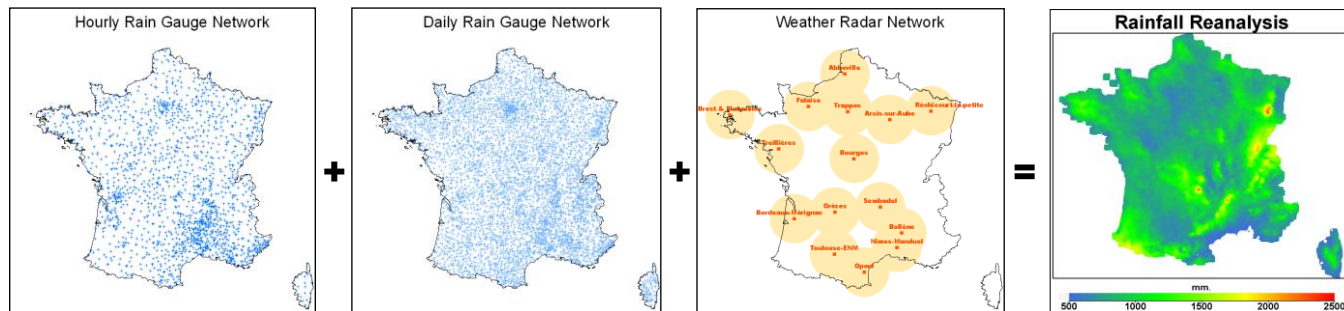 Hourly Rain Gauge Network
Daily Rain Gauge Network
Weather Radar Network
Rainfall Reanalysis
+
+
=
Abbeville
Falaise
Trappes
Arcis-sur-Aube
Réchicourt-la-petite
Brest &
Treillières
Bourges
Grèzes
Sembadel
Bordeaux-Mérignac
Bollène
Toulouse-ENM
Nîmes-Manduel
Opoul
mm.
500 1000 1500 2000 2500